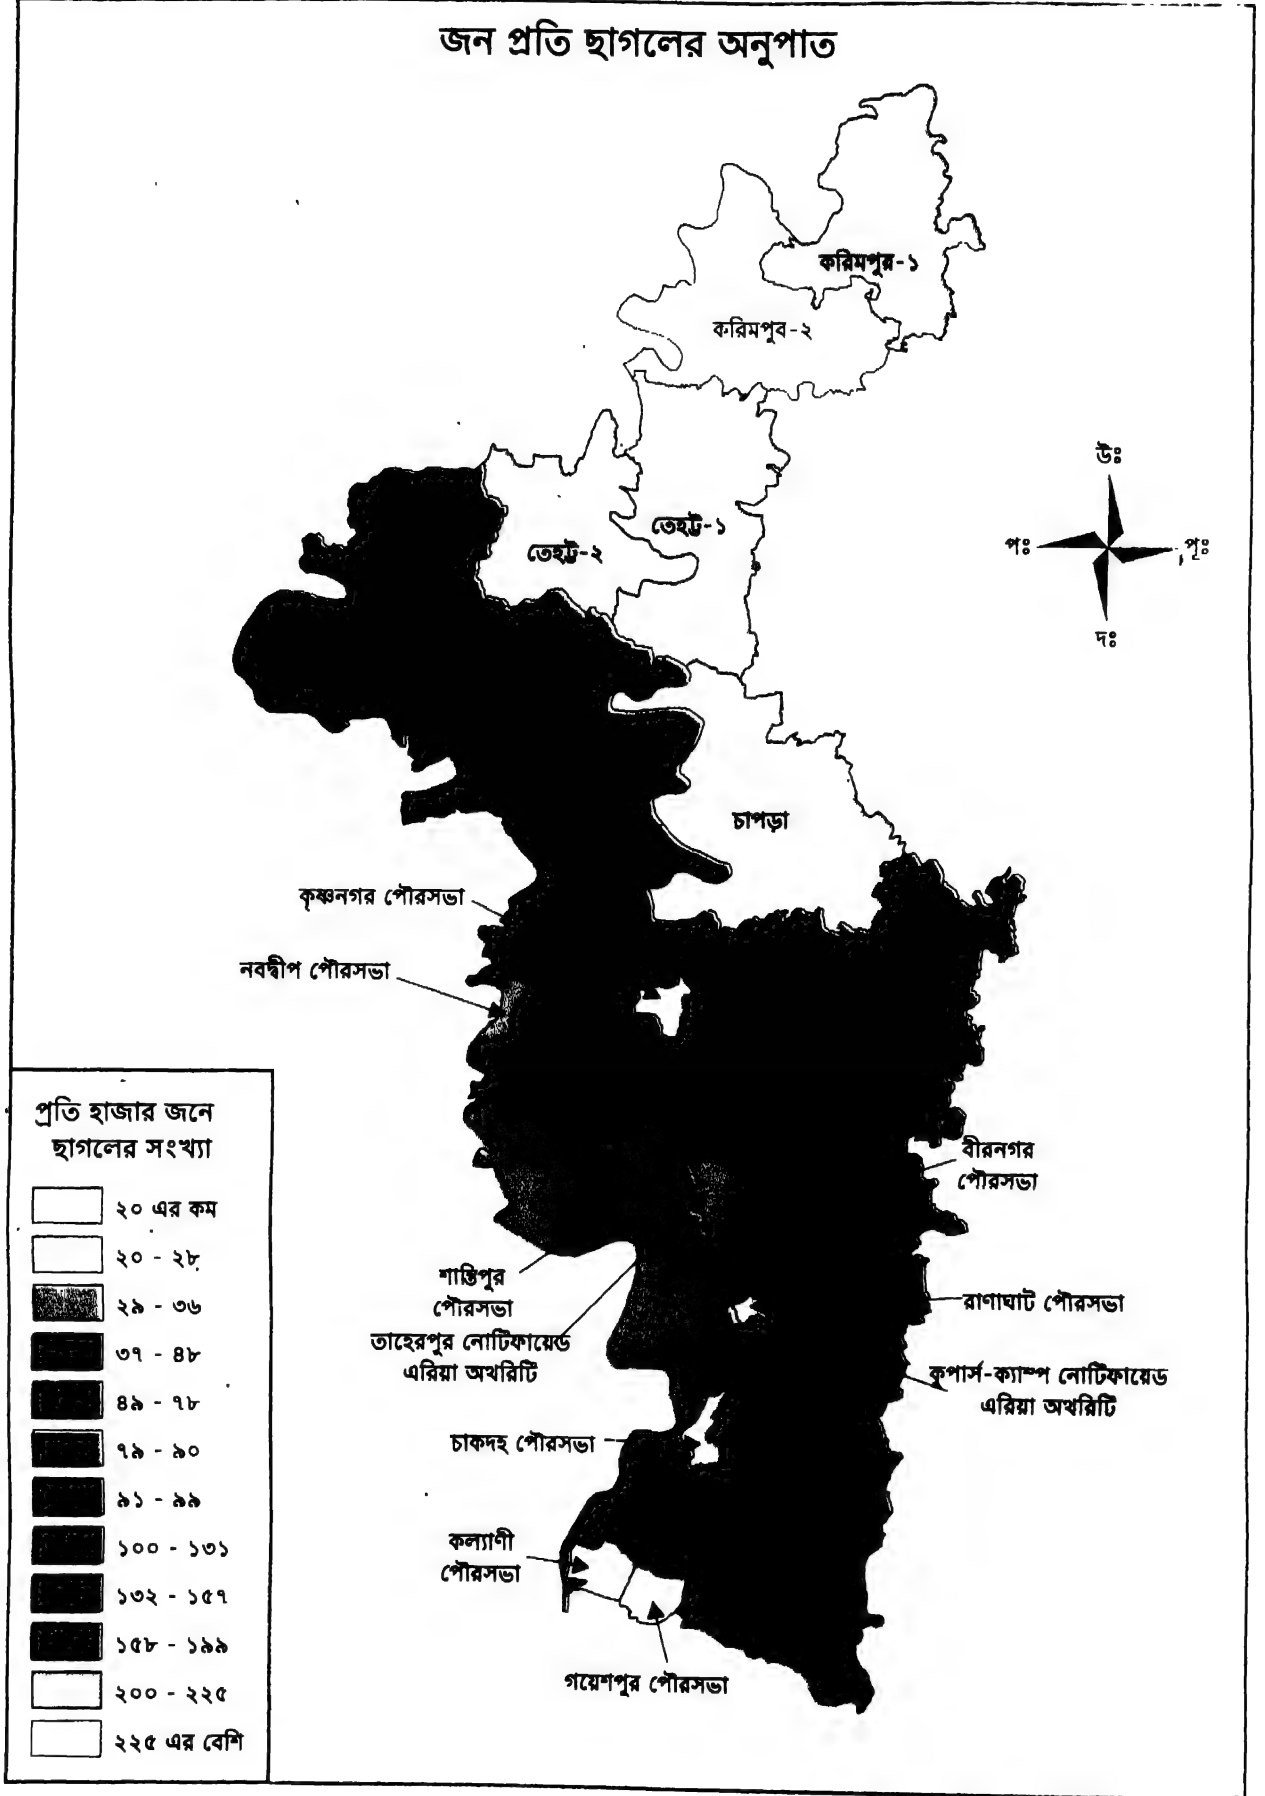 জন প্রতি ছাগলের অনুপাত
করিমপুর-১
করিমপুব-২
উঃ
পঃ
পূঃ
দঃ
তেহট্ট-১
তেহট্ট-২
চাপড়া
কৃষ্ণনগর পৌরসভা
নবদ্বীপ পৌরসভা
বীরনগর
পৌরসভা
শান্তিপুর
পৌরসভা
তাহেরপুর নোটিফায়েড
এরিয়া অথরিটি
রাণাঘাট পৌরসভা
কুপার্স-ক্যাম্প নোটিফায়েড
এরিয়া অথরিটি
চাকদহ পৌরসভা
কল্যাণী
পৌরসভা
গয়েশপুর পৌরসভা
প্রতি হাজার জনে
ছাগলের সংখ্যা
২০ এর কম
২০ - ২৮
২৯ - ৩৬
৩৭ - ৪৮
৪৯ - ৭৮
৭৯ - ৯০
৯১ - ৯৯
১০০ - ১৩১
১৩২ - ১৫৭
১৫৮ - ১৯৯
২০০ - ২২৫
২২৫ এর বেশি